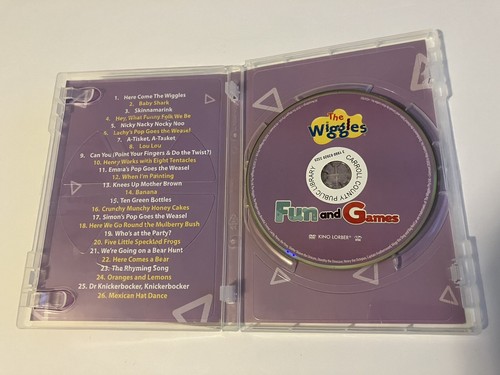 1. Here Come The Wiggles
2. Baby Shark
3. Skinnamarink
4. Hey, What Funny Folk We Be
5. Nicky Nacky Nocky Noo
6. Lachy's Pop Goes the Weasel
7. A-Tisket, A-Tasket
8. Lou Lou
9. Can You (Point Your Fingers & Do the Twist?)
10. Henry Works with Eight Tentacles
11. Emma's Pop Goes the Weasel
12. When I'm Painting
13. Knees Up Mother Brown
14. Banana
15. Ten Green Bottles
16. Crunchy Munchy Honey Cakes
17. Simon's Pop Goes the Weasel
18. Here We Go Round the Mulberry Bush
19. Who's at the Party?
20. Five Little Speckled Frogs
21. We're Going on a Bear Hunt
22. Here Comes a Bear
23. The Rhyming Song
24. Oranges and Lemons
25. Dr Knickerbocker, Knickerbocker
26. Mexican Hat Dance
The
Wiggles
CARROLL COUNTY PUBLIC LIBRARY
Fun and Games
DVD KINO LORBER